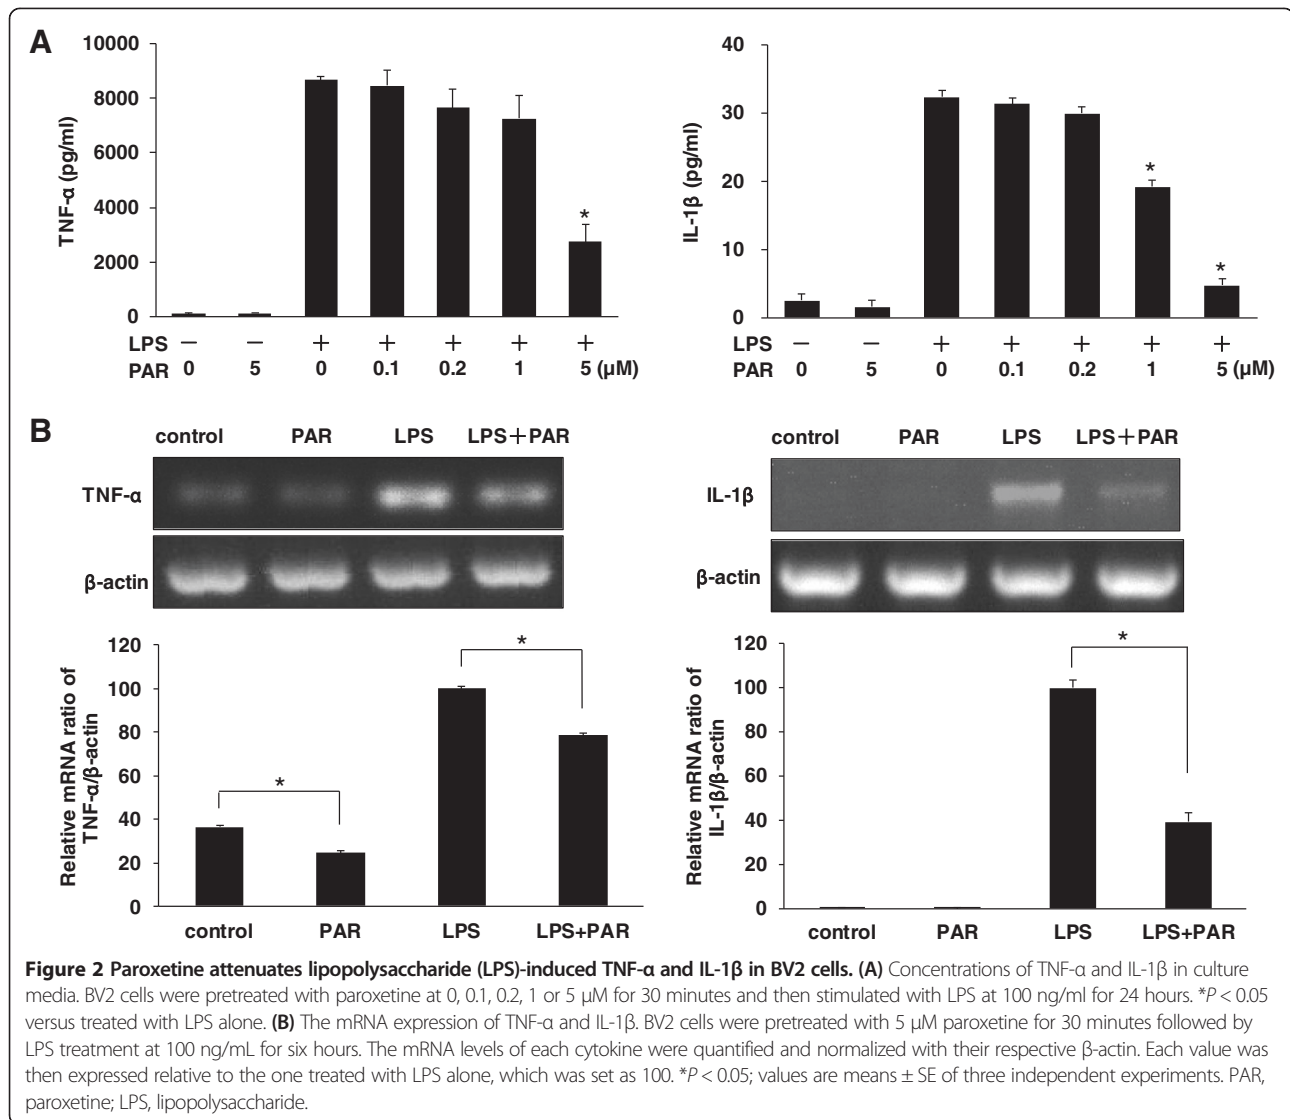 A
10000
8000
6000
4000
2000
0
TNF-α (pg/ml)
*
LPS − − + + + + +
PAR 0 5 0 0.1 0.2 1 5 (μM)
40
30
20
10
0
IL-1β (pg/ml)
*
*
LPS − − + + + + +
PAR 0 5 0 0.1 0.2 1 5 (μM)
B
control PAR LPS LPS+PAR
TNF-α
β-actin
control PAR LPS LPS+PAR
IL-1β
β-actin
120
100
80
60
40
20
0
Relative mRNA ratio of
TNF-α/β-actin
*
*
control PAR LPS LPS+PAR
120
100
80
60
40
20
0
Relative mRNA ratio of
IL-1β/β-actin
*
control PAR LPS LPS+PAR
Figure 2 Paroxetine attenuates lipopolysaccharide (LPS)-induced TNF-α and IL-1β in BV2 cells. (A) Concentrations of TNF-α and IL-1β in culture
media. BV2 cells were pretreated with paroxetine at 0, 0.1, 0.2, 1 or 5 μM for 30 minutes and then stimulated with LPS at 100 ng/ml for 24 hours. *P < 0.05
versus treated with LPS alone. (B) The mRNA expression of TNF-α and IL-1β. BV2 cells were pretreated with 5 μM paroxetine for 30 minutes followed by
LPS treatment at 100 ng/mL for six hours. The mRNA levels of each cytokine were quantified and normalized with their respective β-actin. Each value was
then expressed relative to the one treated with LPS alone, which was set as 100. *P < 0.05; values are means ± SE of three independent experiments. PAR,
paroxetine; LPS, lipopolysaccharide.